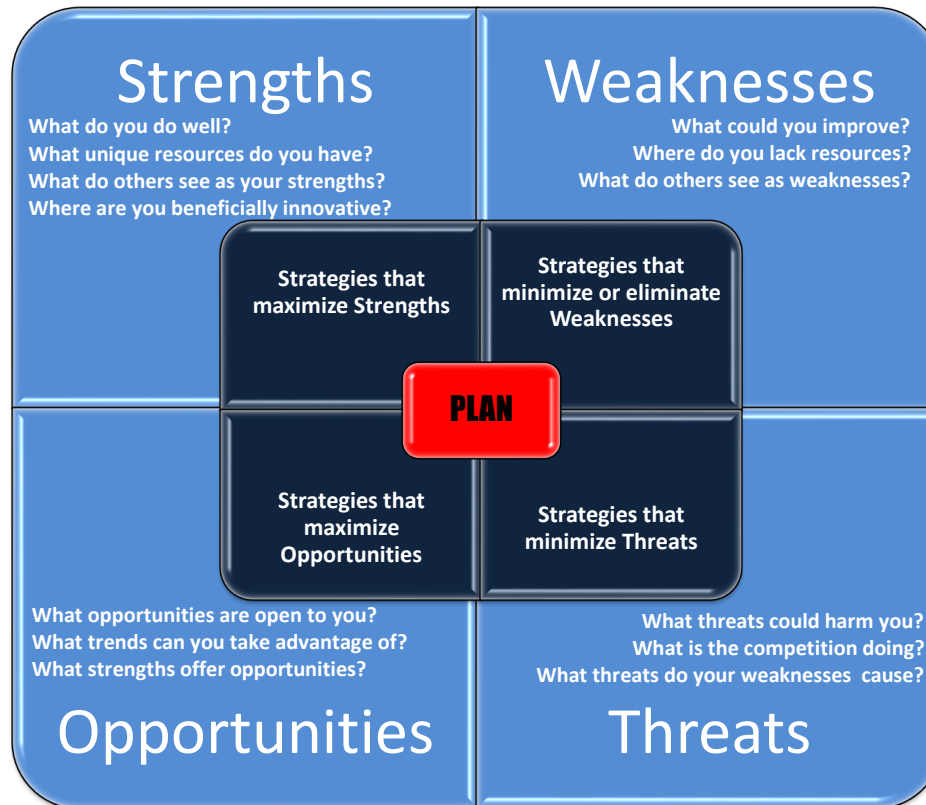 Strengths
What do you do well?
What unique resources do you have?
What do others see as your strengths?
Where are you beneficially innovative?
Weaknesses
What could you improve?
Where do you lack resources?
What do others see as weaknesses?
Strategies that
maximize Strengths
Strategies that
minimize or eliminate
Weaknesses
PLAN
Strategies that
maximize
Opportunities
Strategies that
minimize Threats
What opportunities are open to you?
What trends can you take advantage of?
What strengths offer opportunities?
Opportunities
What threats could harm you?
What is the competition doing?
What threats do your weaknesses  cause?
Threats